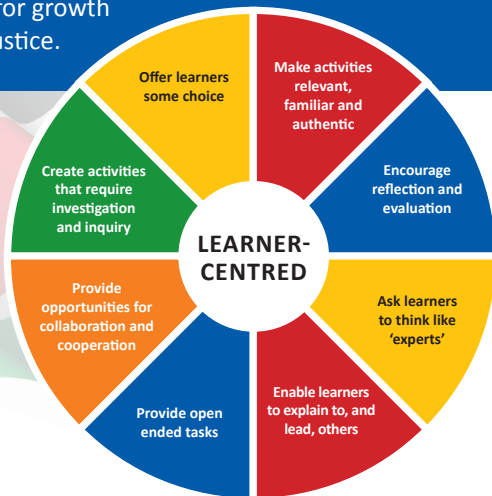 for growth
ustice.
Offer learners
some choice
Make activities
relevant,
familiar and
authentic
Encourage
reflection and
evaluation
Ask learners
to think like
‘experts’
Enable learners
to explain to, and
lead, others
Provide open
ended tasks
Provide
opportunities for
collaboration and
cooperation
Create activities
that require
investigation
and inquiry
LEARNER-
CENTRED